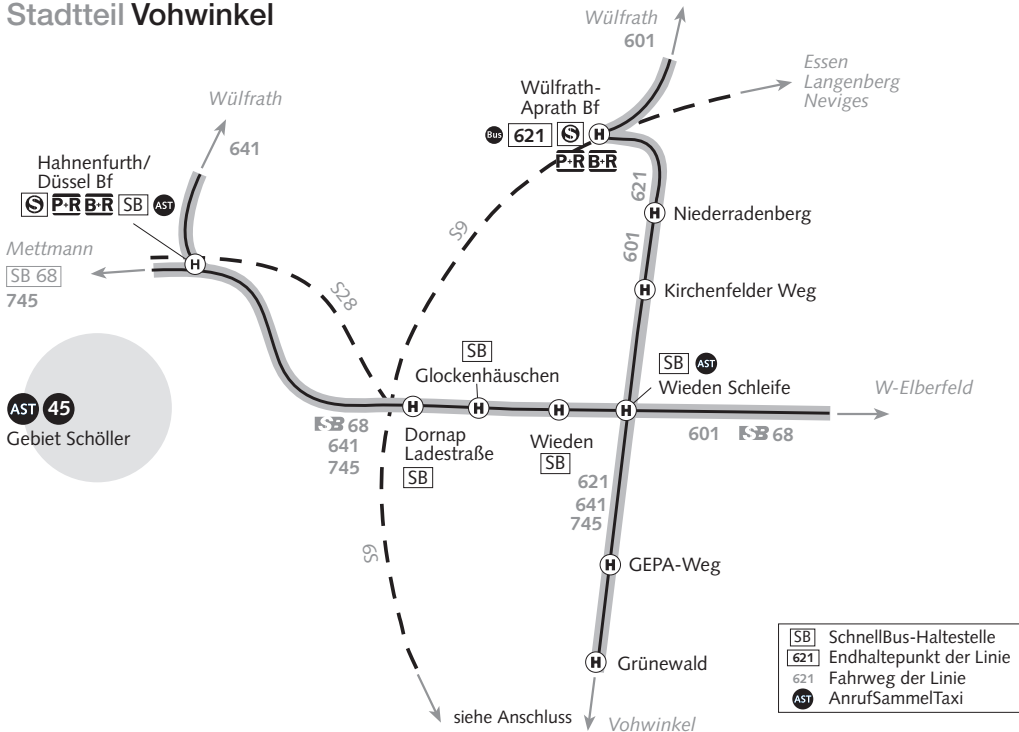 Stadtteil Vohwinkel
Wülfrath
601
Essen
Langenberg
Neviges
Wülfrath-
Aprath Bf
Bus 621 S H
P+R B+R
Wülfrath
641
Hahnenfurth/
Düssel Bf
S P+R B+R SB AST
H
Mettmann
SB 68
745
S28
S9
621
601
H Niederradenberg
H Kirchenfelder Weg
SB AST
Wieden Schleife
H
W-Elberfeld
601 SB 68
SB
Glockenhäuschen
H
H
Dornap
Ladestraße
SB
H
Wieden
SB
SB 68
641
745
621
641
745
AST 45
Gebiet Schöller
S9
H GEPA-Weg
H Grünewald
siehe Anschluss
Vohwinkel
SB SchnellBus-Haltestelle
621 Endhaltepunkt der Linie
621 Fahrweg der Linie
AST AnrufSammelTaxi